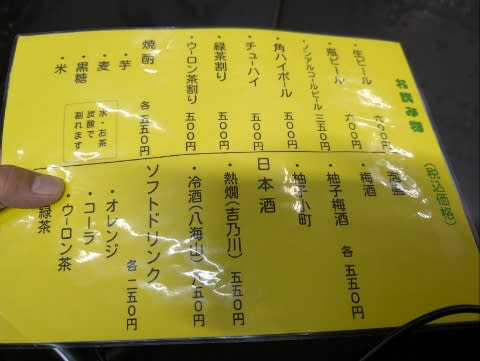 お飲み物
(税込価格)
・生ビール 六〇〇円
・瓶ビール 六〇〇円
・ノンアルコールビール 三五〇円
・角ハイボール 五〇〇円
・チューハイ 五〇〇円
・緑茶割り 五〇〇円
・ウーロン茶割り 五〇〇円
焼酎 各 五五〇円
・芋
・麦
・黒糖
・米
水・お茶
炭酸で
割れます
・梅酒
・柚子梅酒 各 五五〇円
・柚子小町
日本酒
・熱燗(吉乃川) 五五〇円
・冷酒(八海山) 八五〇円
ソフトドリンク 各 二五〇円
・オレンジ
・コーラ
・ウーロン茶
緑茶